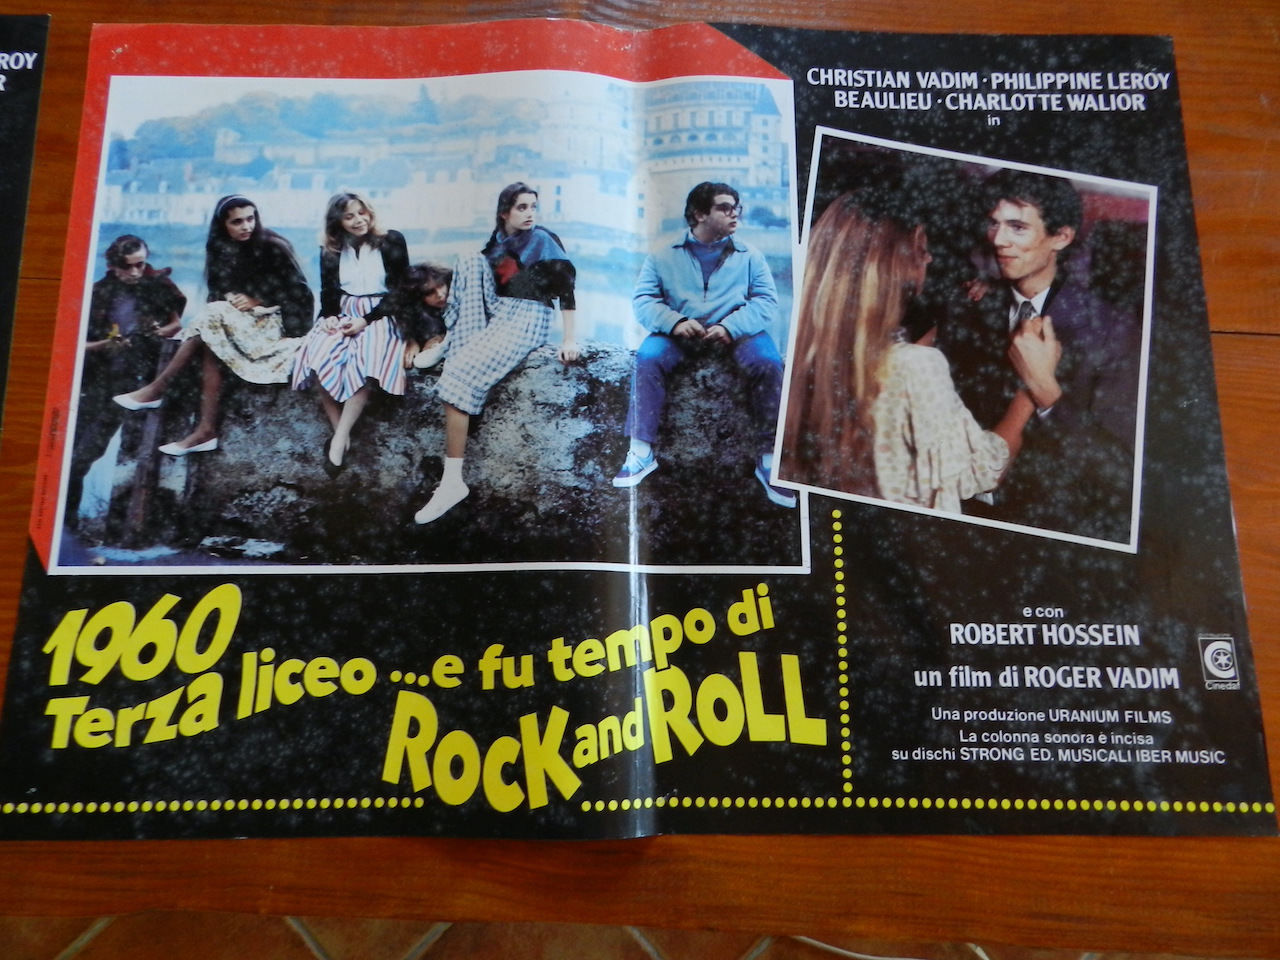 ROY
R
CHRISTIAN VADIM · PHILIPPINE LEROY
BEAULIEU · CHARLOTTE WALIOR
in
1960
Terza liceo ...e fu tempo di
ROCK and ROLL
e con
ROBERT HOSSEIN
un film di ROGER VADIM
Cinedaf
Una produzione URANIUM FILMS
La colonna sonora è incisa
su dischi STRONG ED. MUSICALI IBER MUSIC